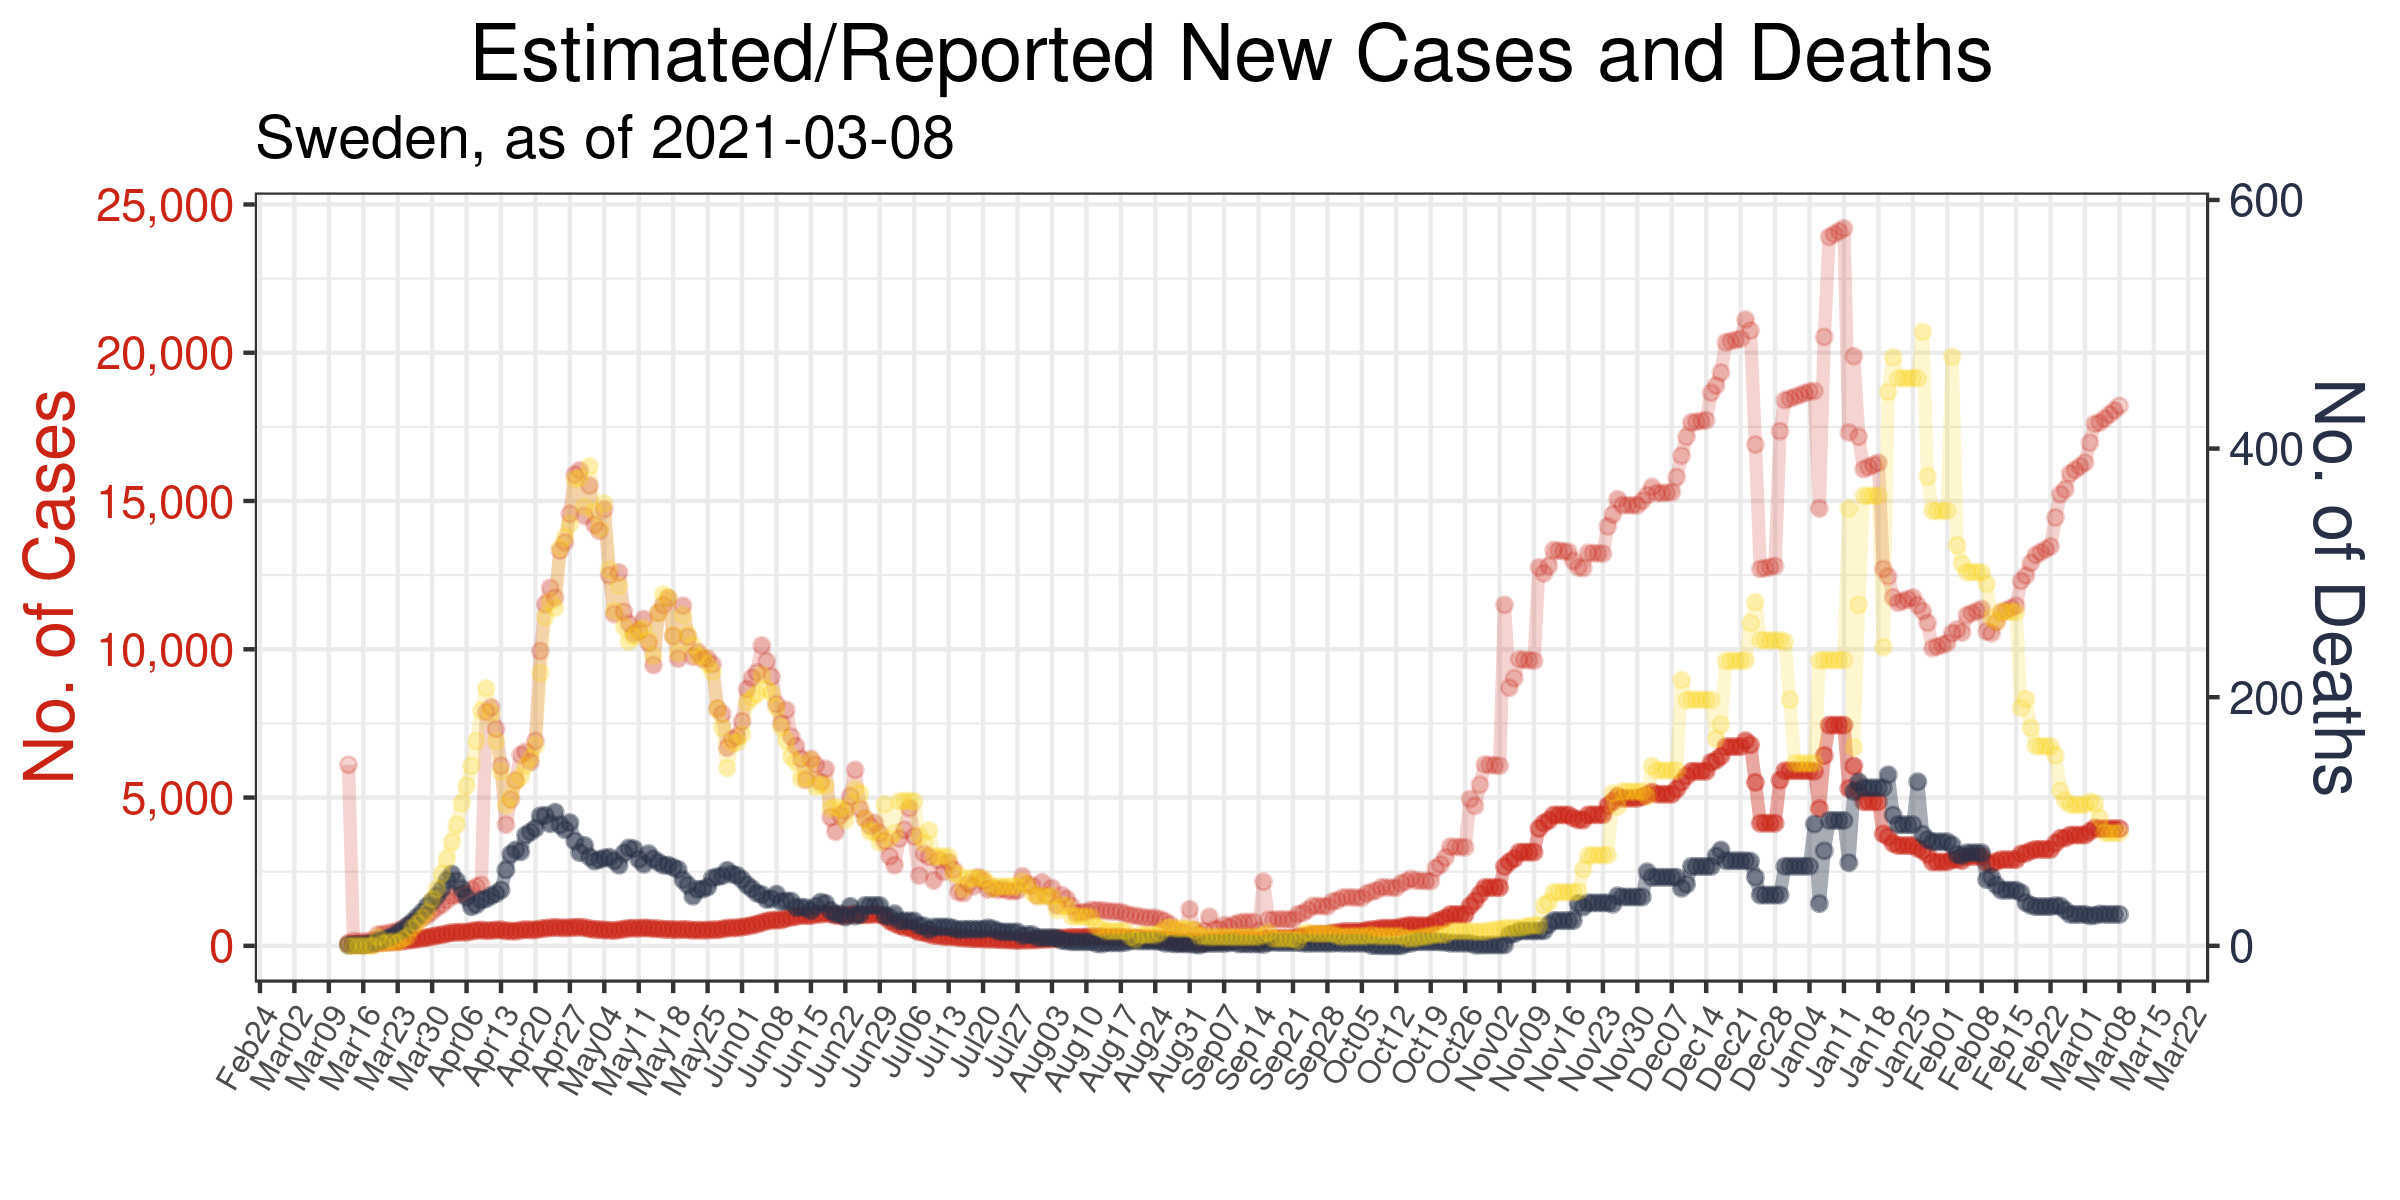 Estimated/Reported New Cases and Deaths
Sweden, as of 2021-03-08
No. of Cases
25,000
20,000
15,000
10,000
5,000
0
600
400
200
0
No. of Deaths
Feb24
Mar02
Mar09
Mar16
Mar23
Mar30
Apr06
Apr13
Apr20
Apr27
May04
May11
May18
May25
Jun01
Jun08
Jun15
Jun22
Jun29
Jul06
Jul13
Jul20
Jul27
Aug03
Aug10
Aug17
Aug24
Aug31
Sep07
Sep14
Sep21
Sep28
Oct05
Oct12
Oct19
Oct26
Nov02
Nov09
Nov16
Nov23
Nov30
Dec07
Dec14
Dec21
Dec28
Jan04
Jan11
Jan18
Jan25
Feb01
Feb08
Feb15
Feb22
Mar01
Mar08
Mar15
Mar22